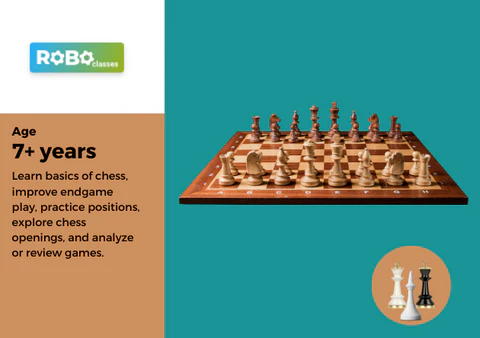 ROBO
classes
Age
7+ years
Learn basics of chess,
improve endgame
play, practice positions,
explore chess
openings, and analyze
or review games.